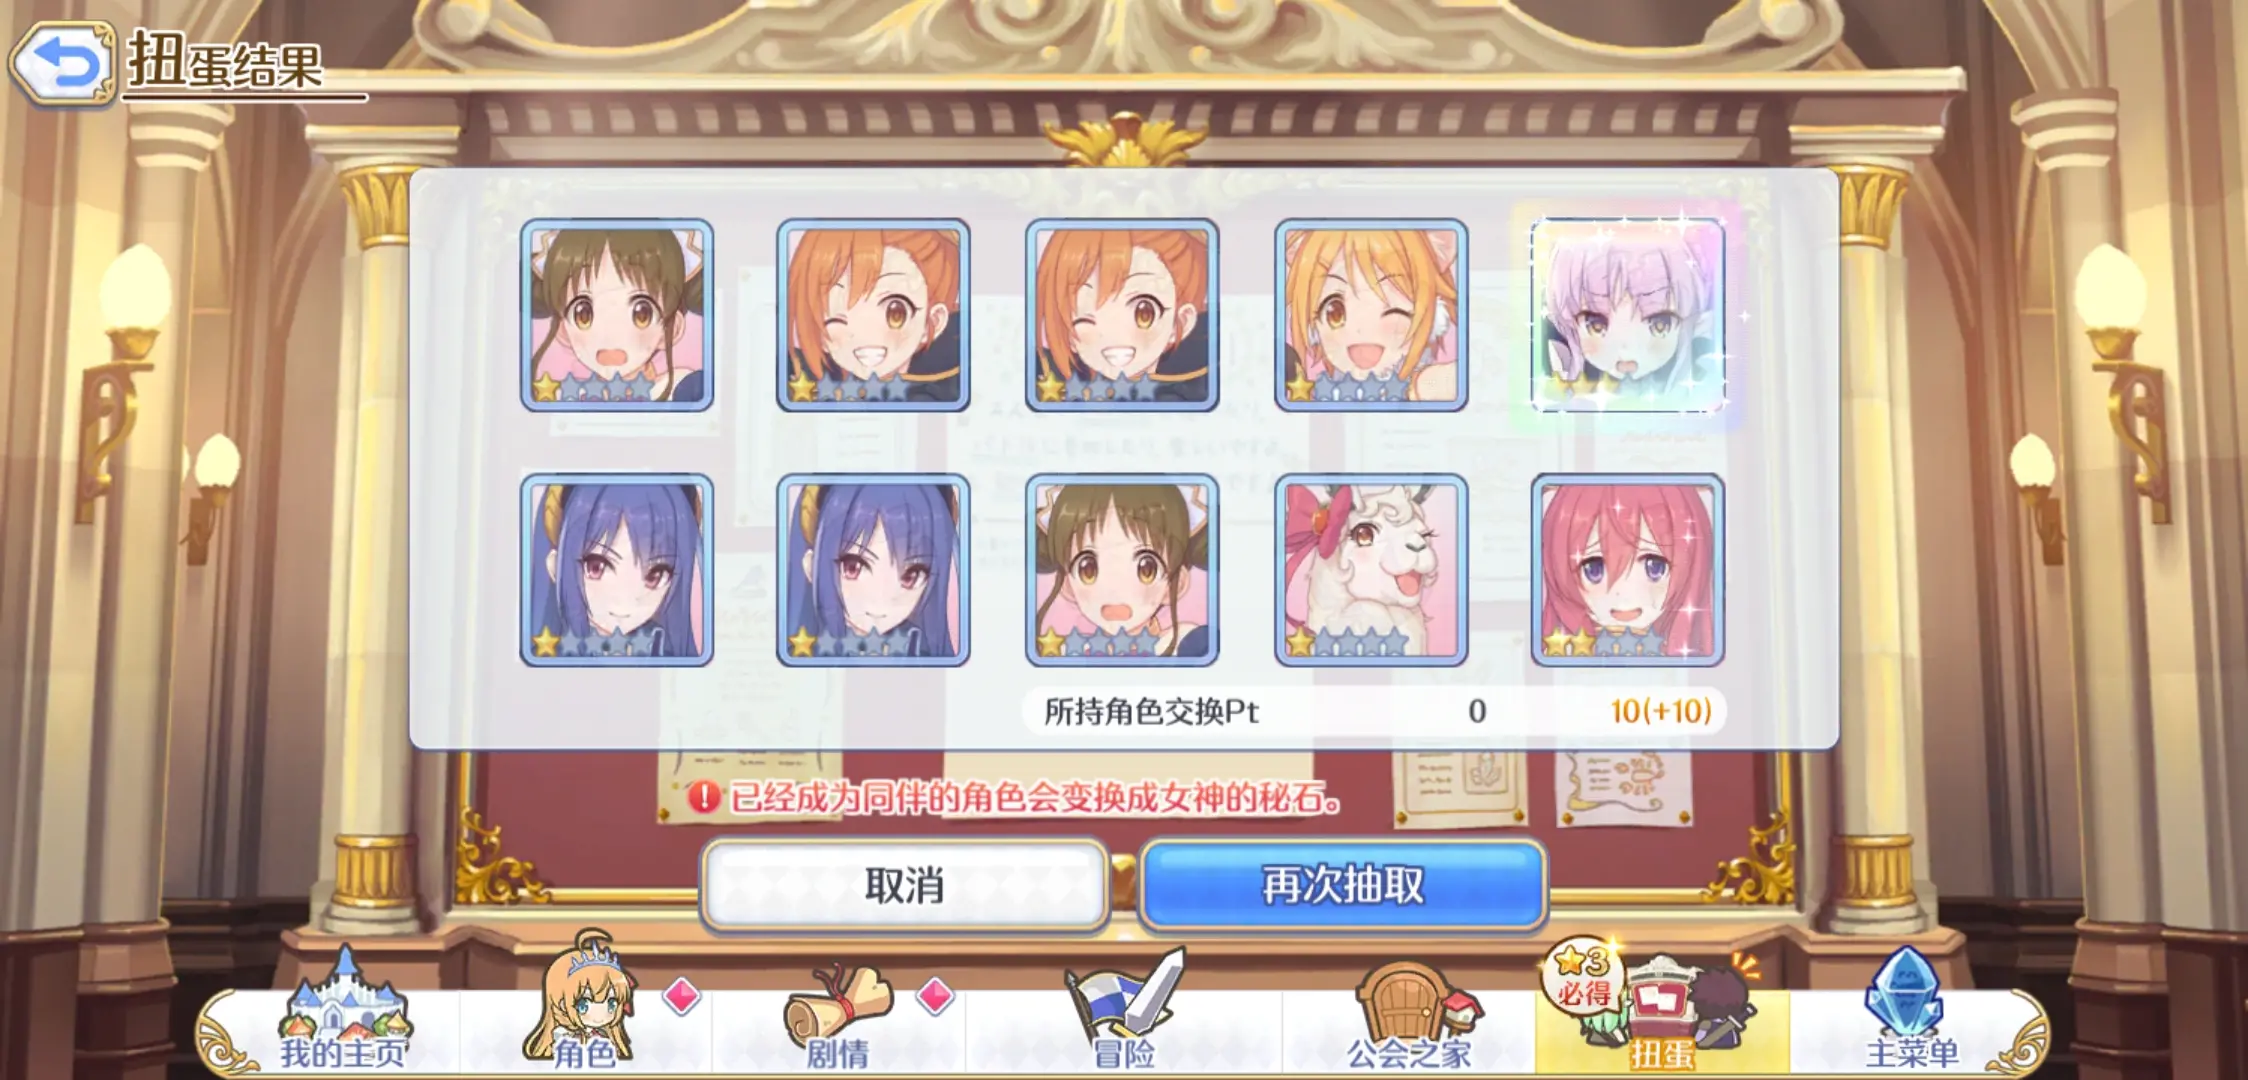 扭蛋结果
所持角色交换Pt 0 10(+10)
已经成为同伴的角色会变换成女神的秘石。
取消
再次抽取
3
必得
我的主页
角色
剧情
冒险
公会之家
扭蛋
主菜单